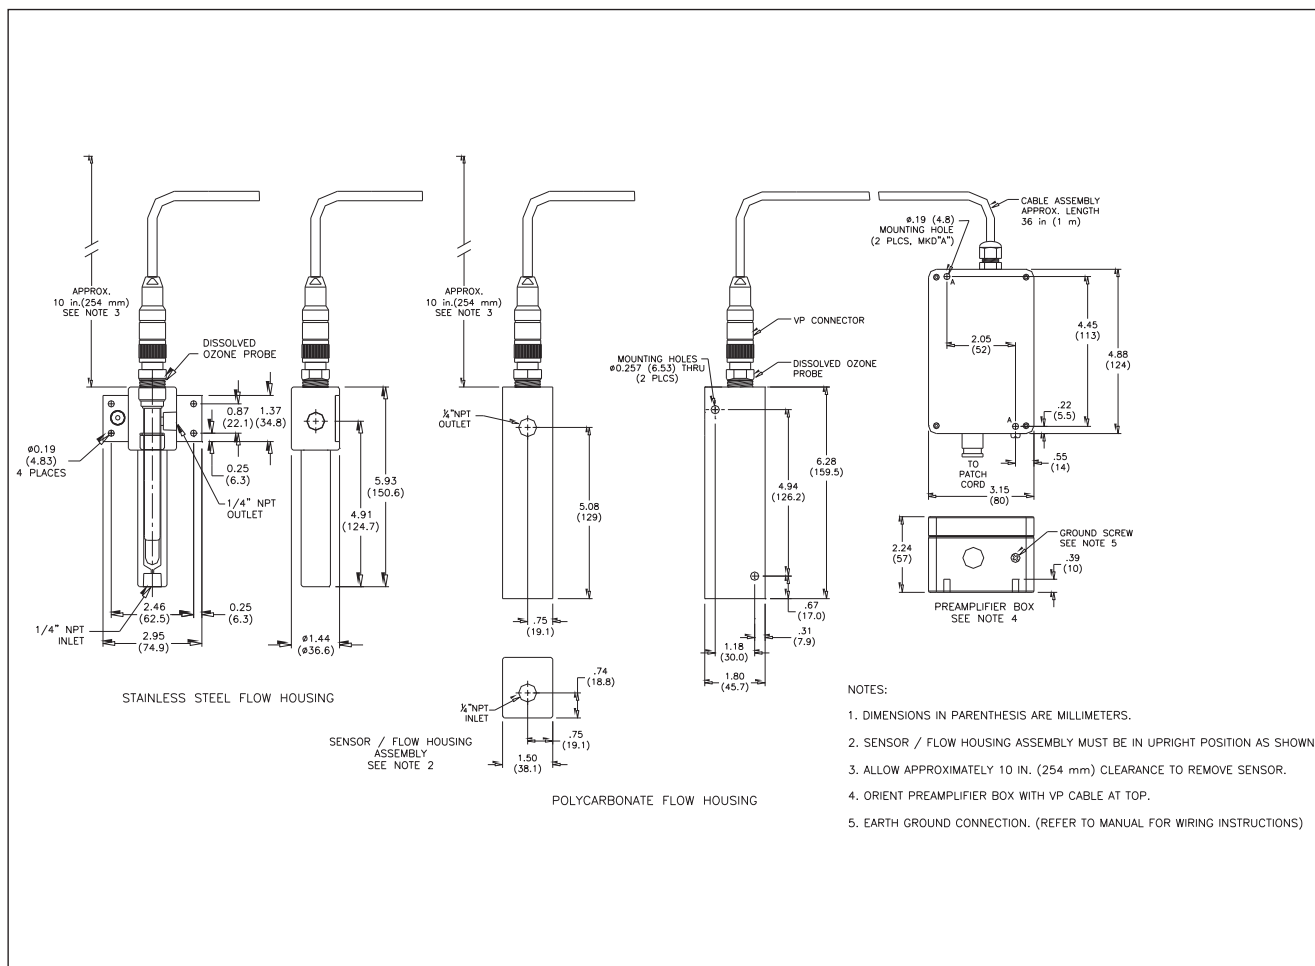 APPROX.
10 in.(254 mm)
SEE NOTE 3
DISSOLVED
OZONE PROBE
0.87
(22.1)
1.37
(34.8)
0.25
(6.3)
ø0.19
(4.83)
4 PLACES
1/4" NPT
OUTLET
2.46
(62.5)
0.25
(6.3)
1/4" NPT
INLET
2.95
(74.9)
5.93
(150.6)
4.91
(124.7)
ø1.44
(ø36.6)
STAINLESS STEEL FLOW HOUSING
APPROX.
10 in.(254 mm)
SEE NOTE 3
¼"NPT
OUTLET
5.08
(129)
.75
(19.1)
.74
(18.8)
¼"NPT
INLET
.75
(19.1)
1.50
(38.1)
SENSOR / FLOW HOUSING
ASSEMBLY
SEE NOTE 2
POLYCARBONATE FLOW HOUSING
VP CONNECTOR
MOUNTING HOLES
ø0.257 (6.53) THRU
(2 PLCS)
DISSOLVED OZONE
PROBE
6.28
(159.5)
4.94
(126.2)
.67
(17.0)
.31
(7.9)
1.18
(30.0)
1.80
(45.7)
CABLE ASSEMBLY
APPROX. LENGTH
36 in (1 m)
ø.19 (4.8)
MOUNTING HOLE
(2 PLCS, MKD"A")
A
2.05
(52)
4.45
(113)
4.88
(124)
A
.22
(5.5)
TO
PATCH
CORD
.55
(14)
3.15
(80)
2.24
(57)
GROUND SCREW
SEE NOTE 5
.39
(10)
PREAMPLIFIER BOX
SEE NOTE 4
NOTES:
1. DIMENSIONS IN PARENTHESIS ARE MILLIMETERS.
2. SENSOR / FLOW HOUSING ASSEMBLY MUST BE IN UPRIGHT POSITION AS SHOWN
3. ALLOW APPROXIMATELY 10 IN. (254 mm) CLEARANCE TO REMOVE SENSOR.
4. ORIENT PREAMPLIFIER BOX WITH VP CABLE AT TOP.
5. EARTH GROUND CONNECTION. (REFER TO MANUAL FOR WIRING INSTRUCTIONS)